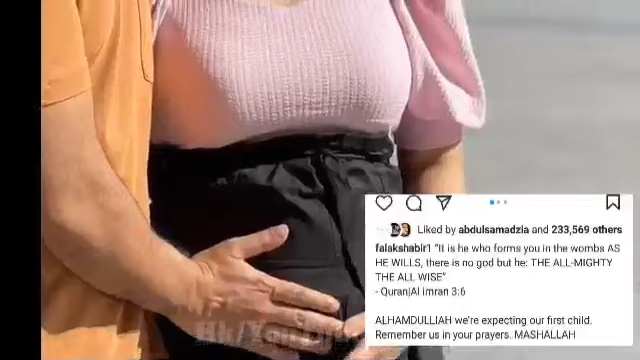 Liked by abdulsamadzia and 233,569 others
falakshabir1 “It is he who forms you in the wombs AS
HE WILLS, there is no god but he: THE ALL-MIGHTY
THE ALL WISE”
- Quran|Al imran 3:6
ALHAMDULLIAH we’re expecting our first child.
Remember us in your prayers. MASHALLAH